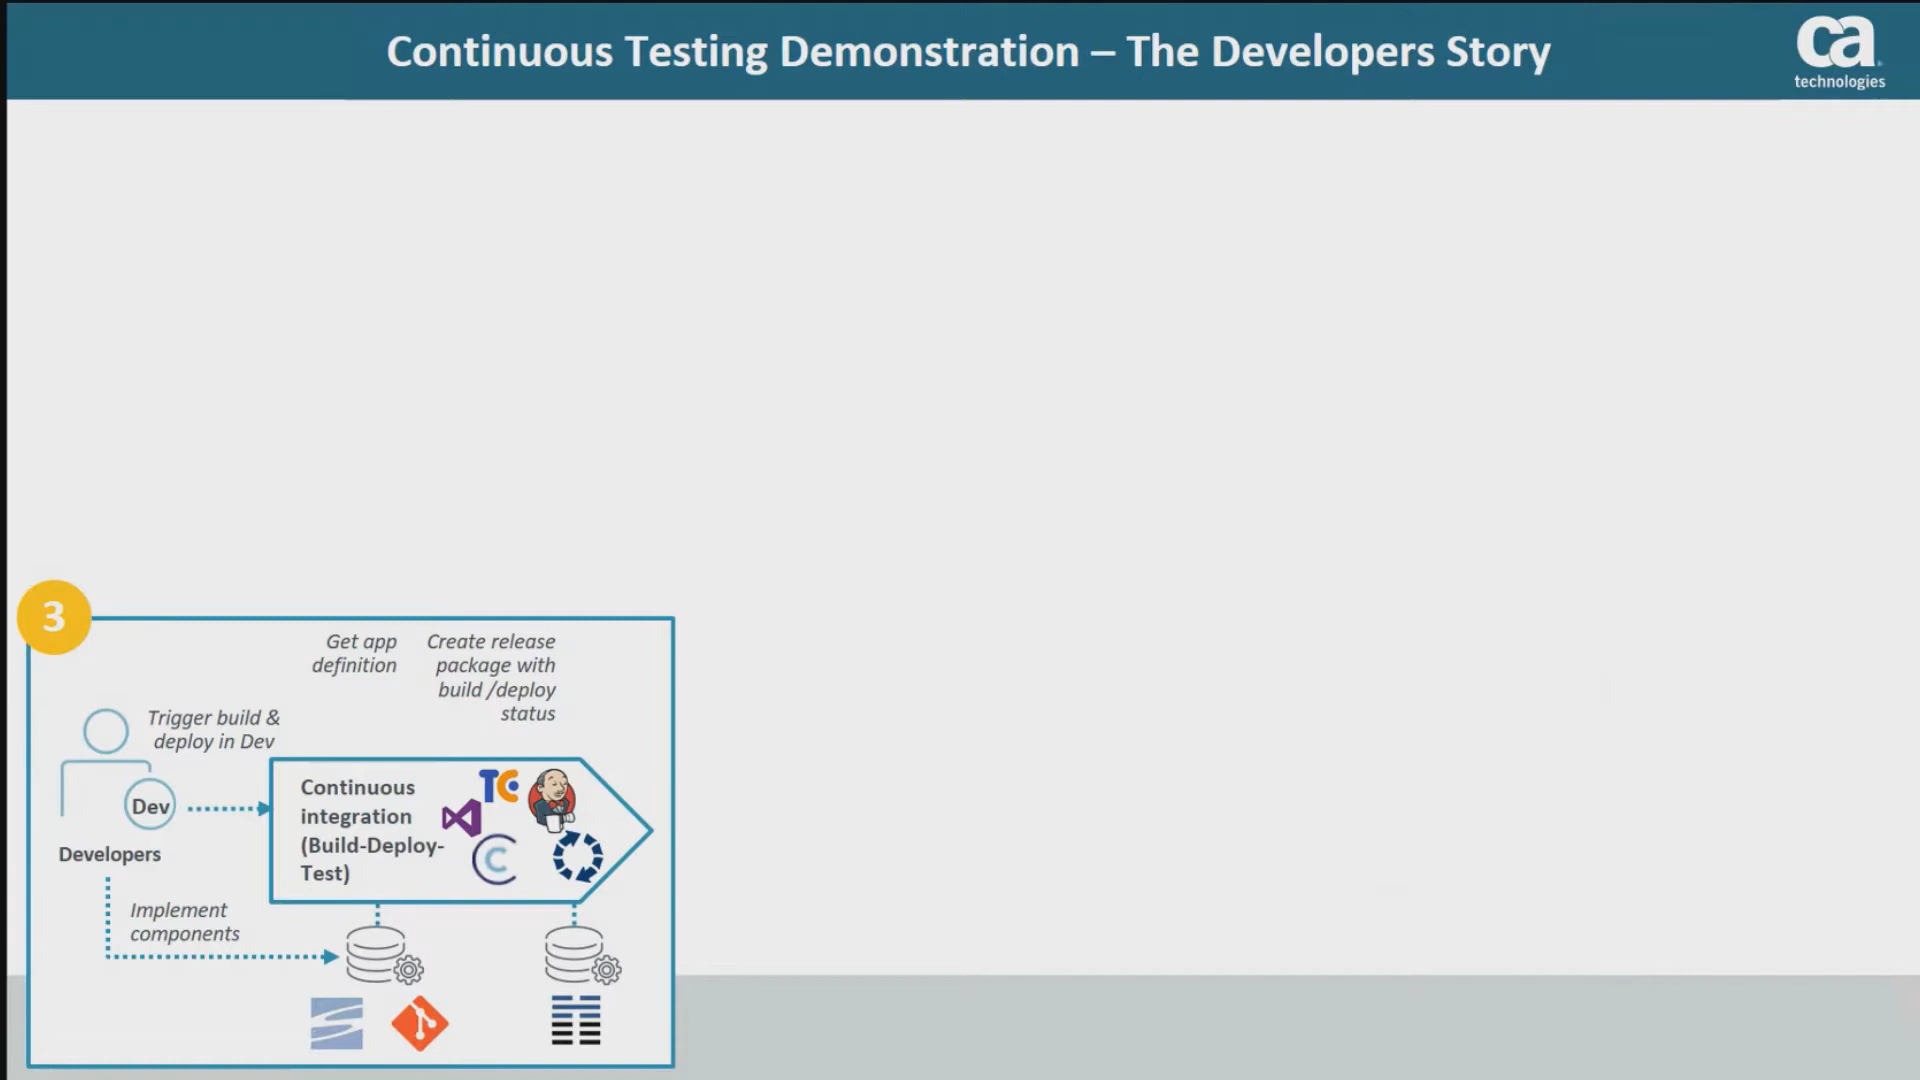 Continuous Testing Demonstration – The Developers Story
ca
technologies
3
Get app
definition
Create release
package with
build /deploy
status
Trigger build &
deploy in Dev
Dev
Developers
Continuous
integration
(Build-Deploy-
Test)
TC
C
Implement
components